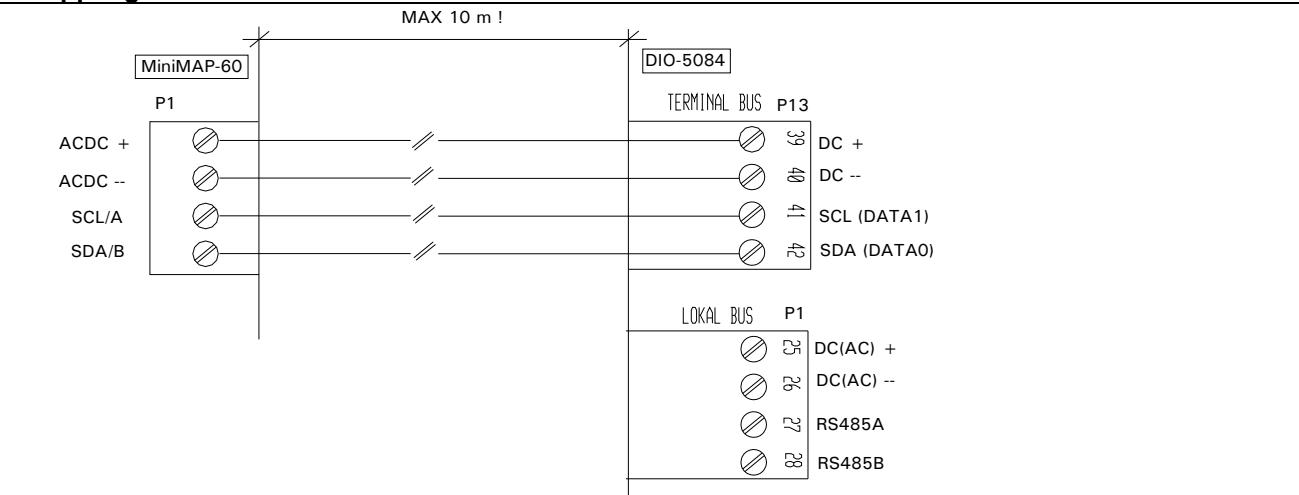 MAX 10 m !
MiniMAP-60
DIO-5084
P1
TERMINAL BUS P13
ACDC +
39 DC +
ACDC --
40 DC --
SCL/A
41 SCL (DATA1)
SDA/B
42 SDA (DATA0)
LOKAL BUS P1
25 DC(AC) +
26 DC(AC) --
27 RS485A
28 RS485B